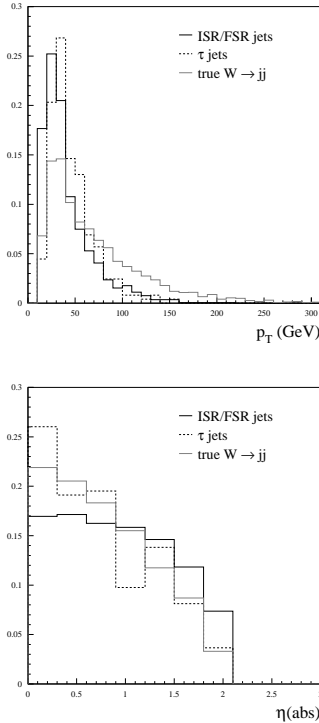 0.3
ISR/FSR jets
τ jets
0.25
true W → jj
0.2
0.15
0.1
0.05
0
0 50 100 150 200 250 300
p_T (GeV)
0.3
ISR/FSR jets
0.25
τ jets
true W → jj
0.2
0.15
0.1
0.05
0
0 0.5 1 1.5 2 2.5 3
η(abs)